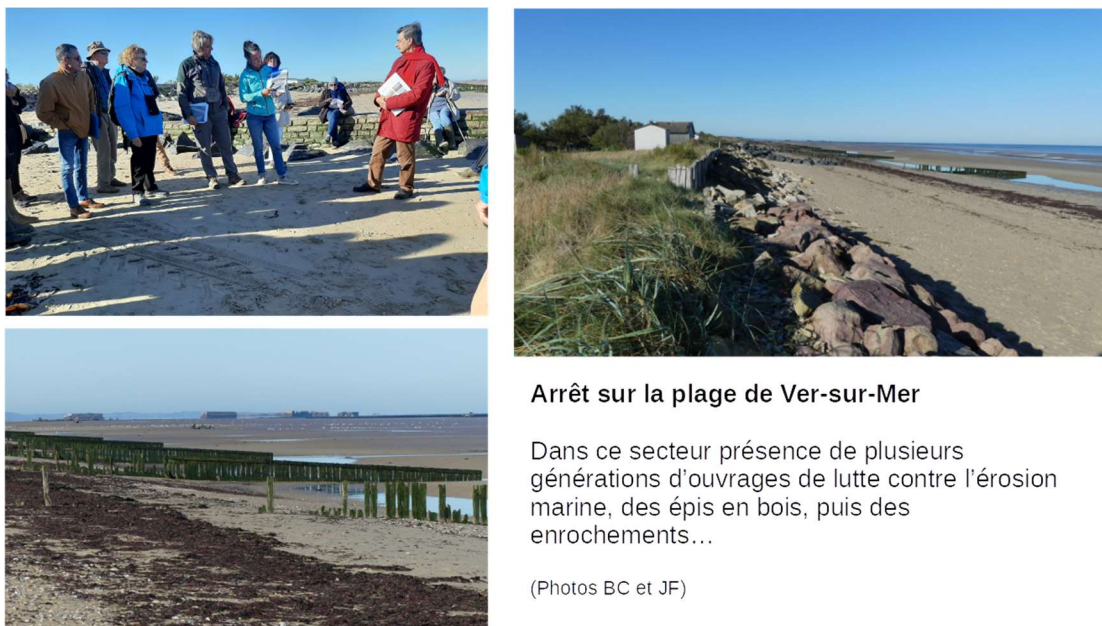 Arrêt sur la plage de Ver-sur-Mer
Dans ce secteur présence de plusieurs
générations d'ouvrages de lutte contre l'érosion
marine, des épis en bois, puis des
enrochements…
(Photos BC et JF)